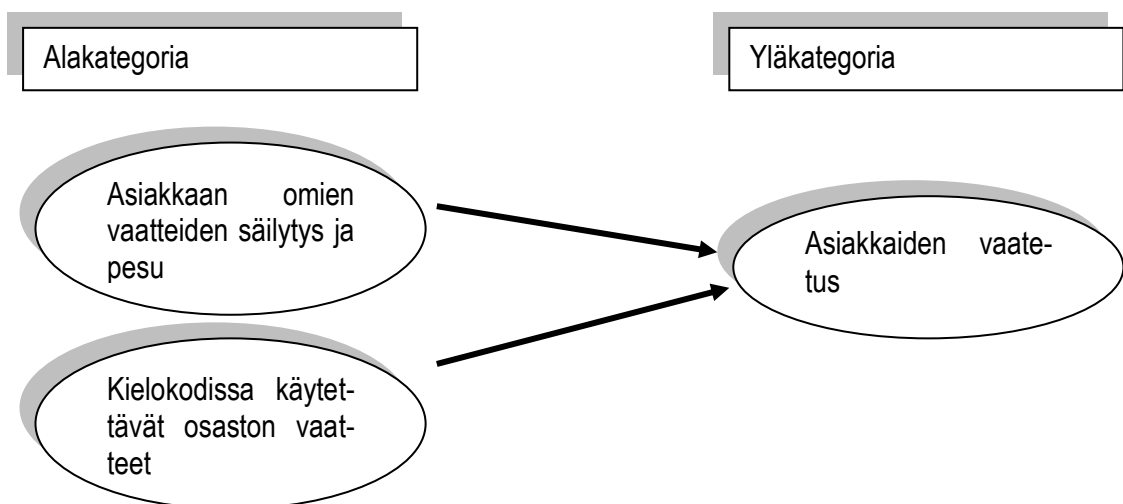 Alakategoria
Yläkategoria
Asiakkaan omien
vaatteiden säilytys ja
pesu
Asiakkaiden vaate-
tus
Kielokodissa käytet-
tävät osaston vaat-
teet